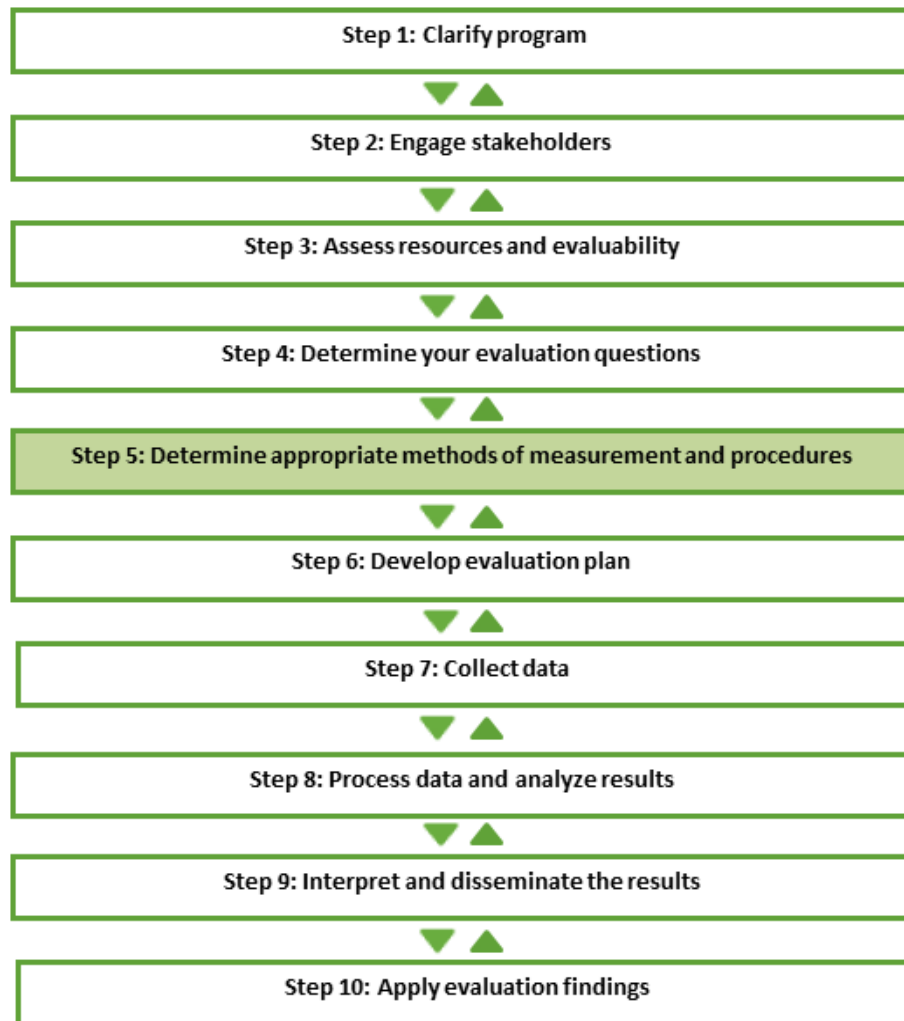 Step 1: Clarify program
Step 2: Engage stakeholders
Step 3: Assess resources and evaluability
Step 4: Determine your evaluation questions
Step 5: Determine appropriate methods of measurement and procedures
Step 6: Develop evaluation plan
Step 7: Collect data
Step 8: Process data and analyze results
Step 9: Interpret and disseminate the results
Step 10: Apply evaluation findings